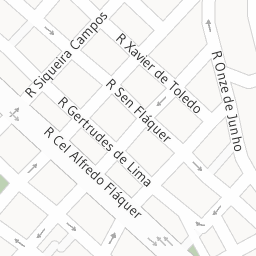 R Siqueira Campos
R Xavier de Toledo
R Onze de Junho
R Sen Fláquer
R Gertrudes de Lima
R Cel Alfredo Fláquer